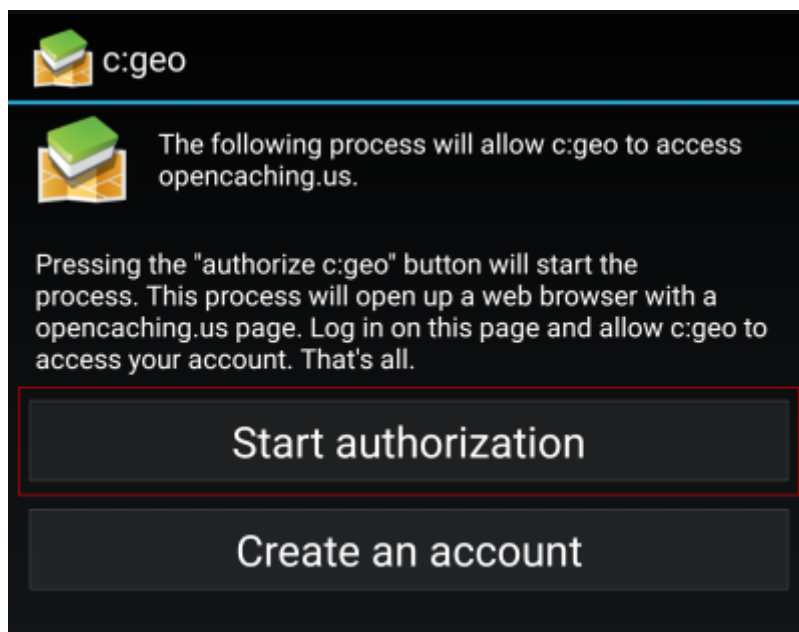 c:geo
The following process will allow c:geo to access
opencaching.us.
Pressing the "authorize c:geo" button will start the
process. This process will open up a web browser with a
opencaching.us page. Log in on this page and allow c:geo to
access your account. That's all.
Start authorization
Create an account